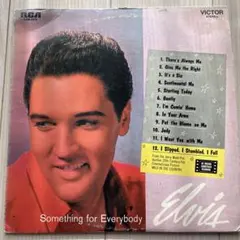 RCA
VICTOR
1. There's Always Me
2. Give Me the Right
3. It's a Sin
4. Sentimental Me
5. Starting Today
6. Gently
7. I'm Comin' Home
8. In Your Arms
9. Put the Blame on Me
10. Judy
11. I Want You with Me
12. I Slipped, I Stumbled, I Fell
Something for Everybody
Elvis